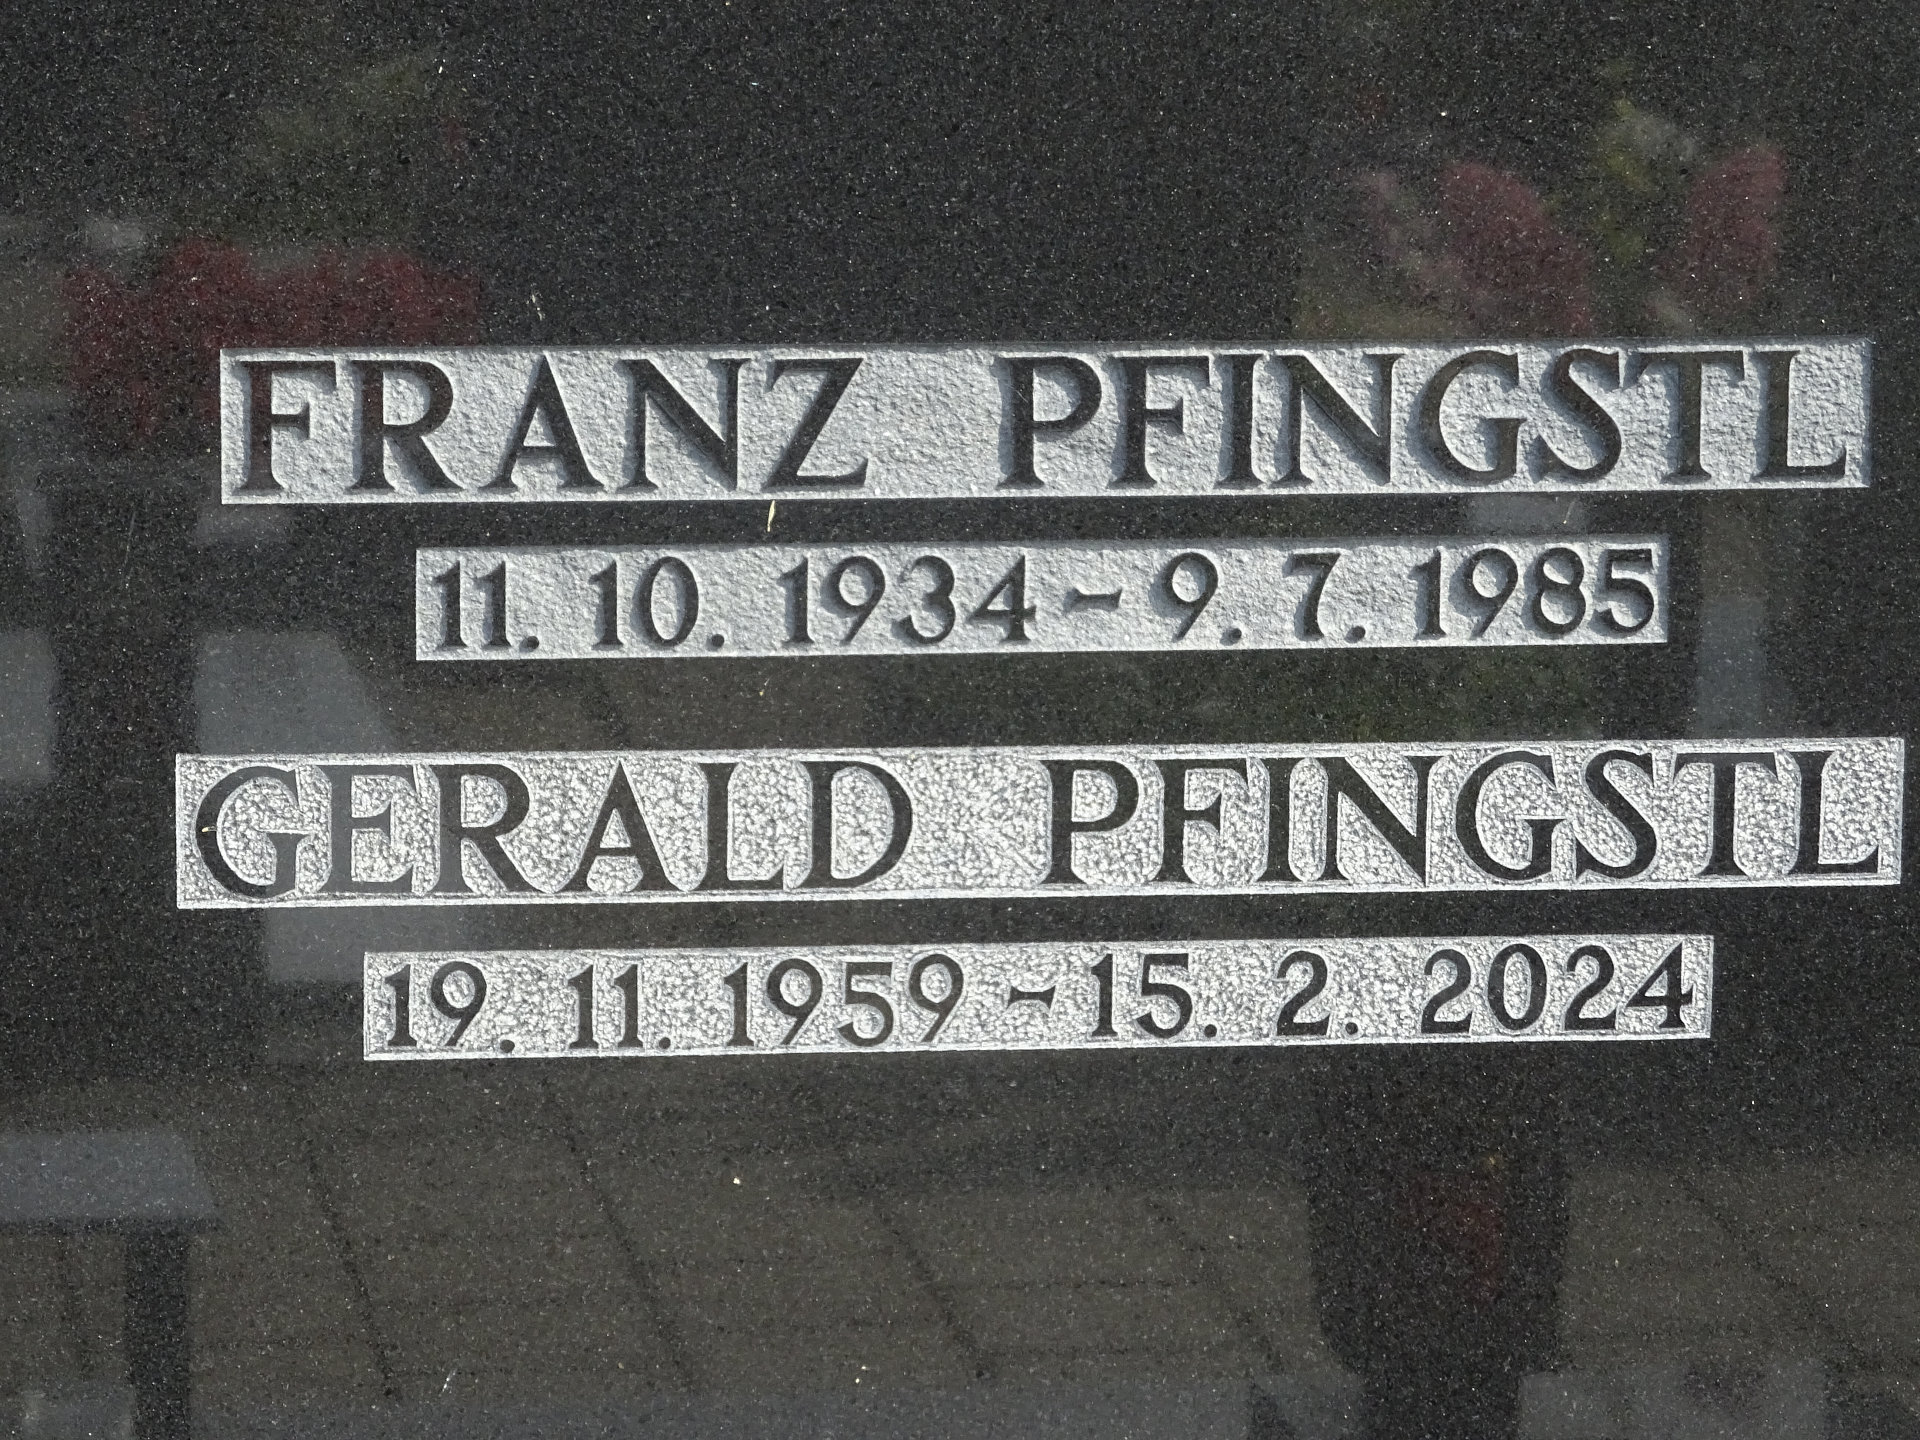 FRANZ PFINGSTL
11. 10. 1934 - 9. 7. 1985
GERALD PFINGSTL
19. 11. 1959 - 15. 2. 2024